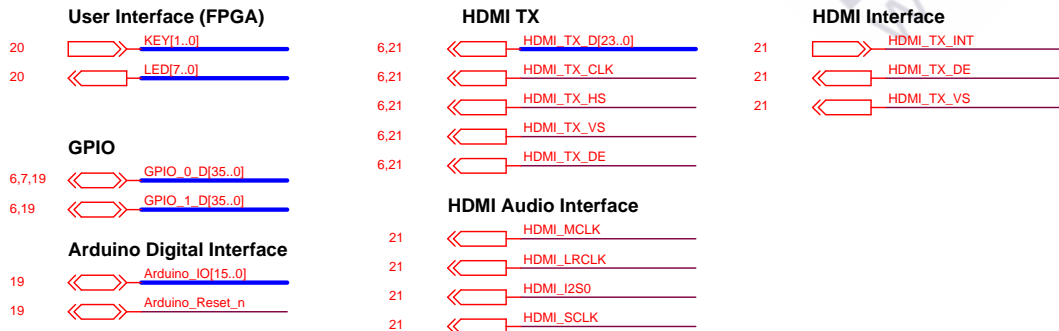 User Interface (FPGA)
20 KEY[1..0]
20 LED[7..0]
GPIO
6,7,19 GPIO_0_D[35..0]
6,19 GPIO_1_D[35..0]
Arduino Digital Interface
19 Arduino_IO[15..0]
19 Arduino_Reset_n
HDMI TX
6,21 HDMI_TX_D[23..0]
6,21 HDMI_TX_CLK
6,21 HDMI_TX_HS
6,21 HDMI_TX_VS
6,21 HDMI_TX_DE
HDMI Audio Interface
21 HDMI_MCLK
21 HDMI_LRCLK
21 HDMI_I2S0
21 HDMI_SCLK
HDMI Interface
21 HDMI_TX_INT
21 HDMI_TX_DE
21 HDMI_TX_VS